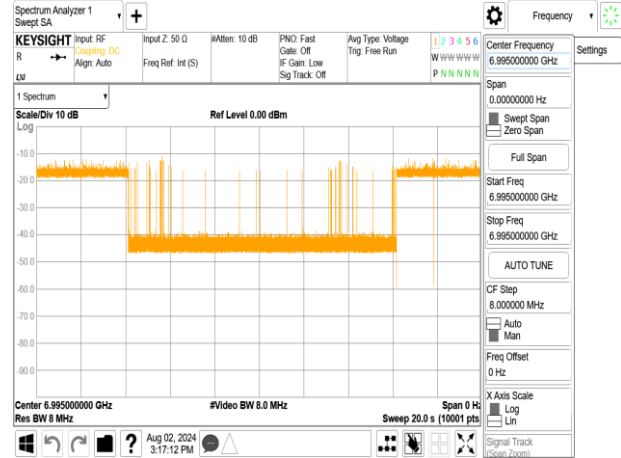 Spectrum Analyzer 1
Swept SA
Frequency
KEYSIGHT
R
LXI
Input: RF
Coupling: DC
Align: Auto
Input Z: 50 Ω
Freq Ref: Int (S)
#Atten: 10 dB
PNO: Fast
Gate: Off
IF Gain: Low
Sig Track: Off
Avg Type: Voltage
Trig: Free Run
1 2 3 4 5 6
W W W W W W
P N N N N N
1 Spectrum
Scale/Div 10 dB
Ref Level 0.00 dBm
Log
-10.0
-20.0
-30.0
-40.0
-50.0
-60.0
-70.0
-80.0
-90.0
Center 6.995000000 GHz
#Video BW 8.0 MHz
Span 0 Hz
Res BW 8 MHz
Sweep 20.0 s (10001 pts
Aug 02, 2024
3:17:12 PM
Center Frequency
6.995000000 GHz
Settings
Span
0.00000000 Hz
Swept Span
Zero Span
Full Span
Start Freq
6.995000000 GHz
Stop Freq
6.995000000 GHz
AUTO TUNE
CF Step
8.000000 MHz
Auto
Man
Freq Offset
0 Hz
X Axis Scale
Log
Lin
Signal Track
(Span Zoom)